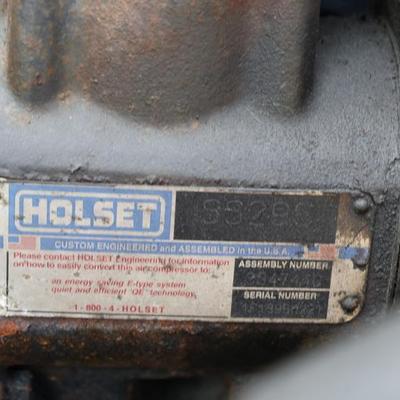 HOLSET
CUSTOM ENGINEERED and ASSEMBLED in the U.S.A.
Please contact HOLSET Engineering for information
on how to easily convert this air compressor to:
an energy saving E-type system
quiet and efficient 'QE' technology
1 - 800 - 4 - HOLSET
ASSEMBLY NUMBER
SERIAL NUMBER